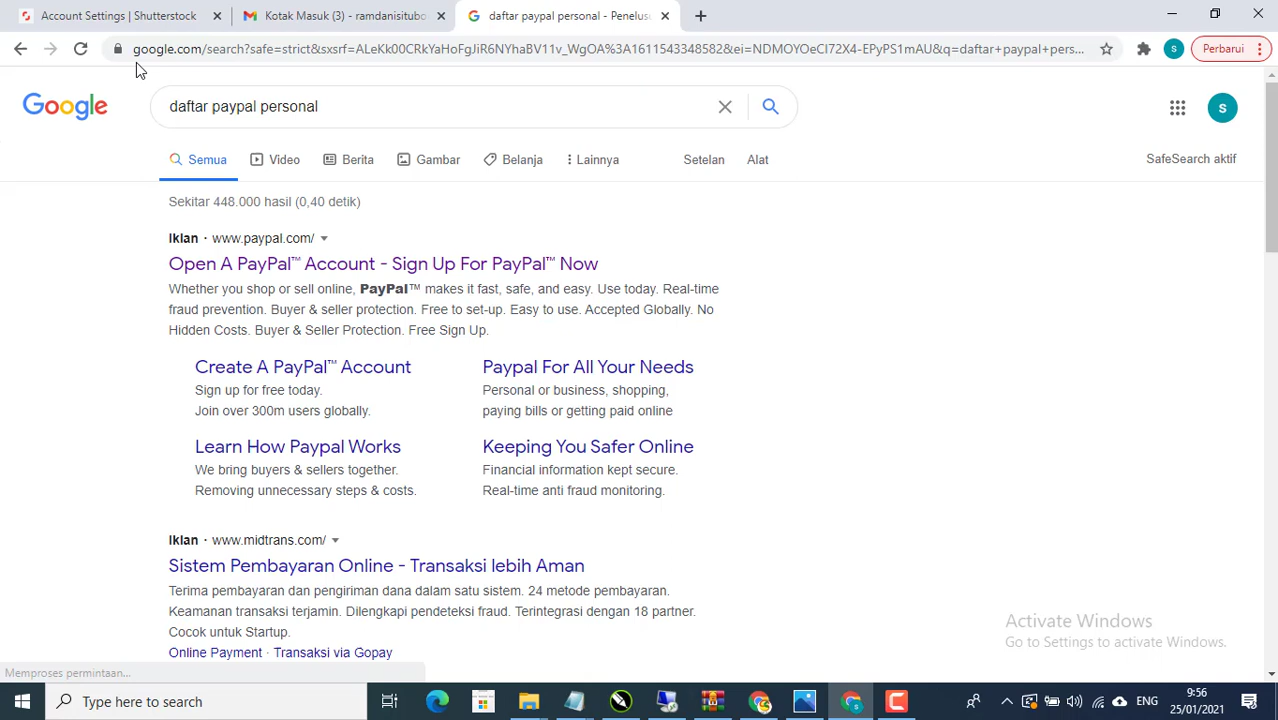 Account Settings | Shutterstock
Kotak Masuk (3) - ramdanisitubo
daftar paypal personal - Penelus
google.com/search?safe=strict&sxsrf=ALeKk00CRkYaHoFgJiR6NYhaBV11v_WgOA%3A1611543348582&ei=NDMOYOeCI72X4-EPyPS1mAU&q=daftar+paypal+pers...
S
Perbarui
Google
daftar paypal personal
S
Semua
Video
Berita
Gambar
Belanja
Lainnya
Setelan
Alat
SafeSearch aktif
Sekitar 448.000 hasil (0,40 detik)
Iklan · www.paypal.com/
Open A PayPal™ Account - Sign Up For PayPal™ Now
Whether you shop or sell online, PayPal™ makes it fast, safe, and easy. Use today. Real-time
fraud prevention. Buyer & seller protection. Free to set-up. Easy to use. Accepted Globally. No
Hidden Costs. Buyer & Seller Protection. Free Sign Up.
Create A PayPal™ Account
Sign up for free today.
Join over 300m users globally.
Paypal For All Your Needs
Personal or business, shopping,
paying bills or getting paid online
Learn How Paypal Works
We bring buyers & sellers together.
Removing unnecessary steps & costs.
Keeping You Safer Online
Financial information kept secure.
Real-time anti fraud monitoring.
Iklan · www.midtrans.com/
Sistem Pembayaran Online - Transaksi lebih Aman
Terima pembayaran dan pengiriman dana dalam satu sistem. 24 metode pembayaran.
Keamanan transaksi terjamin. Dilengkapi pendeteksi fraud. Terintegrasi dengan 18 partner.
Cocok untuk Startup.
Online Payment · Transaksi via Gopay
Activate Windows
Go to Settings to activate Windows.
Memproses permintaan...
Type here to search
ENG
9:56
25/01/2021